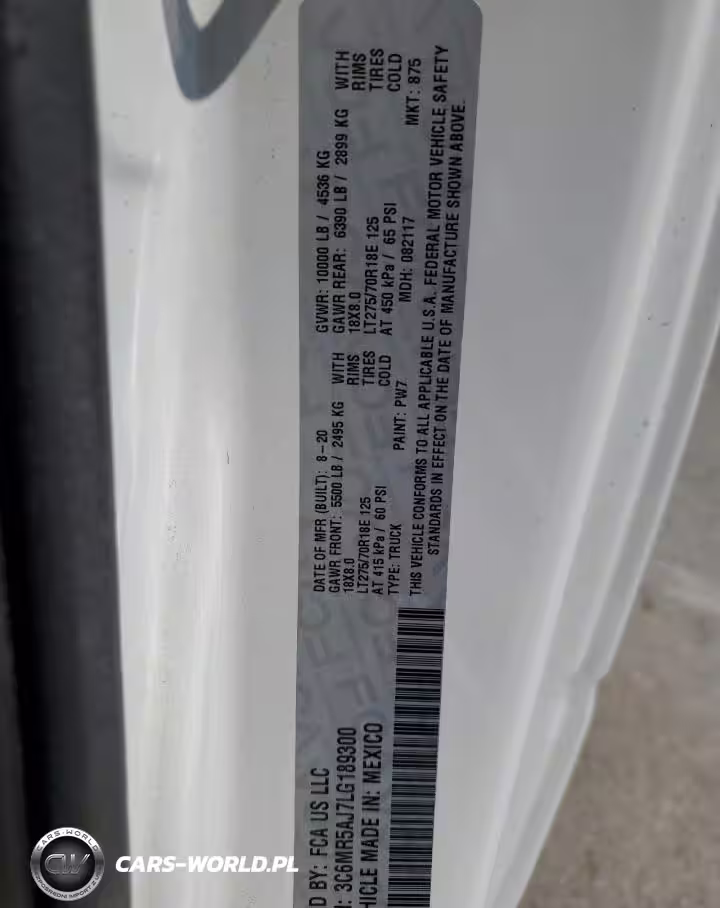 D BY: FCA US LLC
: 3C6MR5AJ7LG189300
HICLE MADE IN: MEXICO
DATE OF MFR (BUILT): 8-20 GVWR: 10000 LB / 4536 KG
GAWR FRONT: 5500 LB / 2495 KG WITH GAWR REAR: 6390 LB / 2899 KG WITH
18X8.0 RIMS 18X8.0 RIMS
LT275/70R18E 125 TIRES LT275/70R18E 125 TIRES
AT 415 kPa / 60 PSI COLD AT 450 kPa / 65 PSI COLD
TYPE: TRUCK PAINT: PW7 MDH: 082117 MKT: 875
THIS VEHICLE CONFORMS TO ALL APPLICABLE U.S.A. FEDERAL MOTOR VEHICLE SAFETY
STANDARDS IN EFFECT ON THE DATE OF MANUFACTURE SHOWN ABOVE.
CARS-WORLD
CW
CARS-WORLD.PL